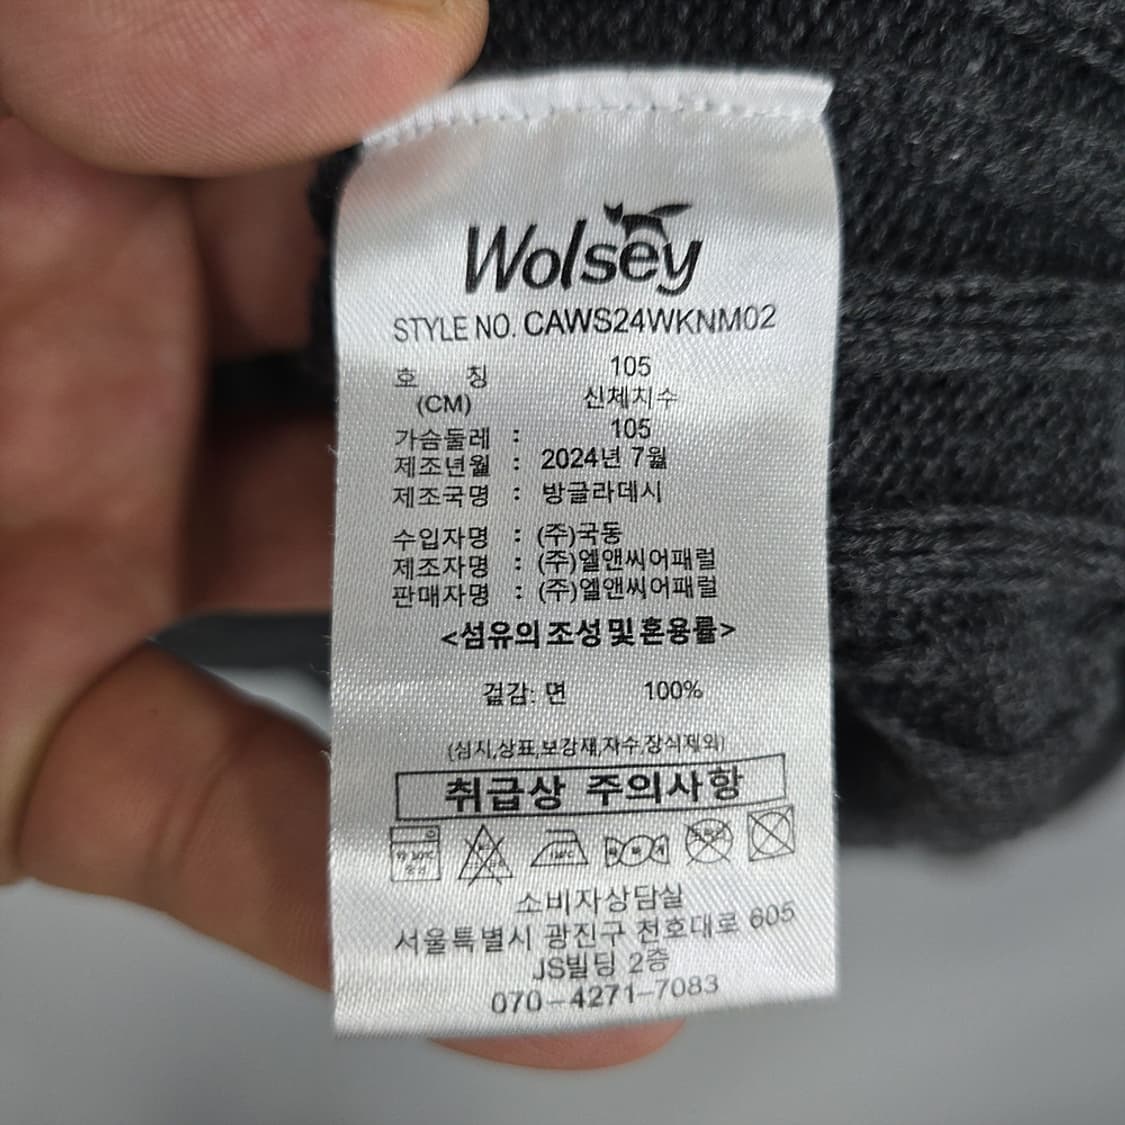 Wolsey
STYLE NO. CAWS24WKNM02
호 칭 105
(CM) 신체치수
가슴둘레 : 105
제조년월 : 2024년 7월
제조국명 : 방글라데시
수입자명 : (주)국동
제조자명 : (주)엘앤씨어패럴
판매자명 : (주)엘앤씨어패럴
<섬유의 조성 및 혼용률>
겉감: 면 100%
(심지,상표,보강재,자수,장식제외)
취급상 주의사항
소비자상담실
서울특별시 광진구 천호대로 605
JS빌딩 2층
070-4271-7083